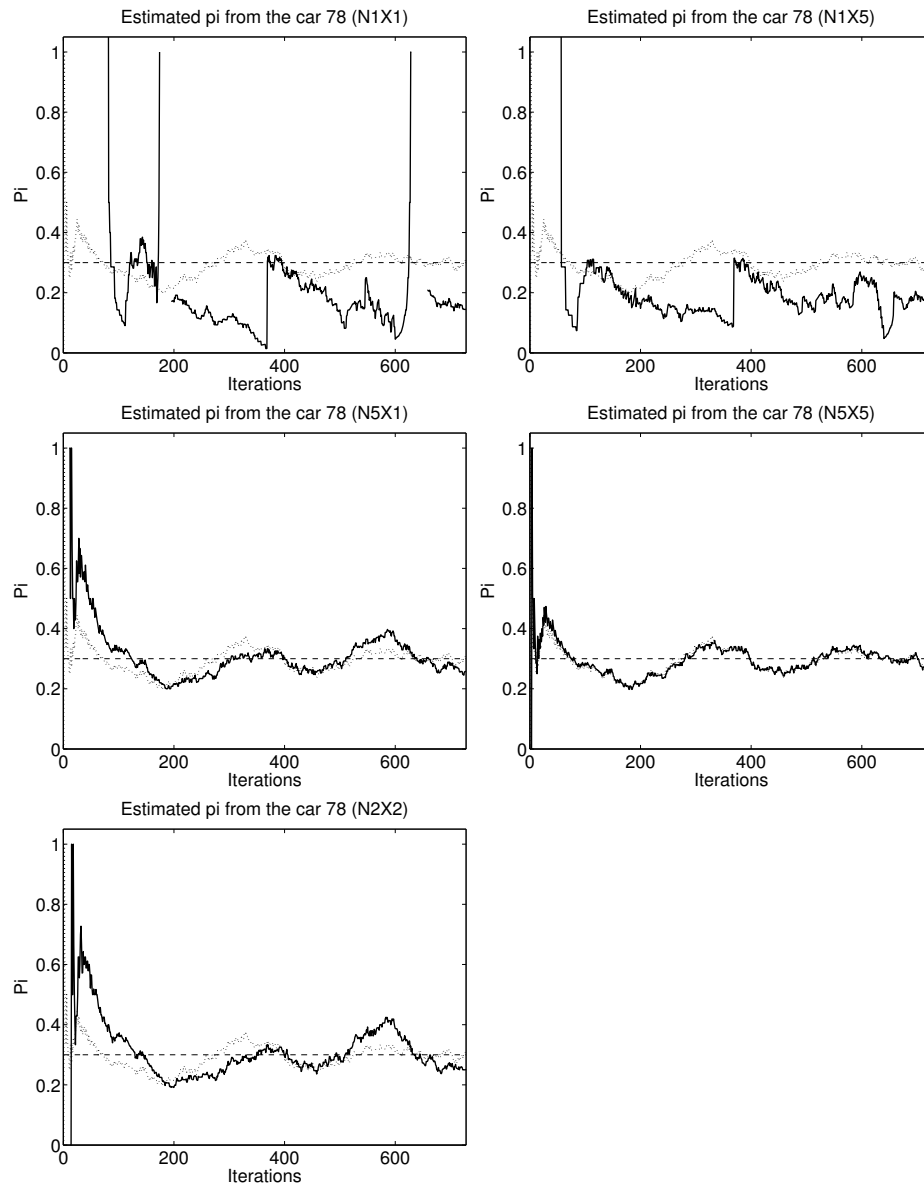 Estimated pi from the car 78 (N1X1)
1
0.8
0.6
0.4
0.2
0
Pi
0 200 400 600
Iterations
Estimated pi from the car 78 (N1X5)
1
0.8
0.6
0.4
0.2
0
Pi
0 200 400 600
Iterations
Estimated pi from the car 78 (N5X1)
1
0.8
0.6
0.4
0.2
0
Pi
0 200 400 600
Iterations
Estimated pi from the car 78 (N5X5)
1
0.8
0.6
0.4
0.2
0
Pi
0 200 400 600
Iterations
Estimated pi from the car 78 (N2X2)
1
0.8
0.6
0.4
0.2
0
Pi
0 200 400 600
Iterations